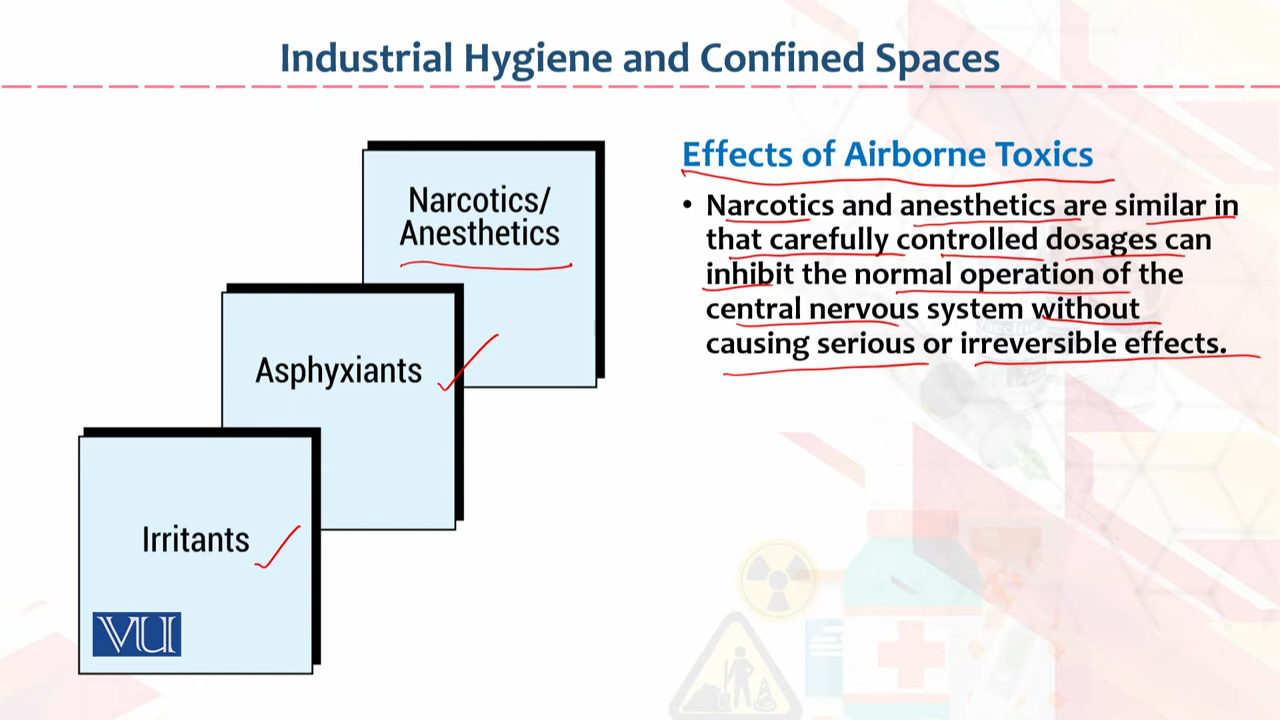 Industrial Hygiene and Confined Spaces
Narcotics/
Anesthetics
Asphyxiants
Irritants
VU
Effects of Airborne Toxics
• Narcotics and anesthetics are similar in
that carefully controlled dosages can
inhibit the normal operation of the
central nervous system without
causing serious or irreversible effects.